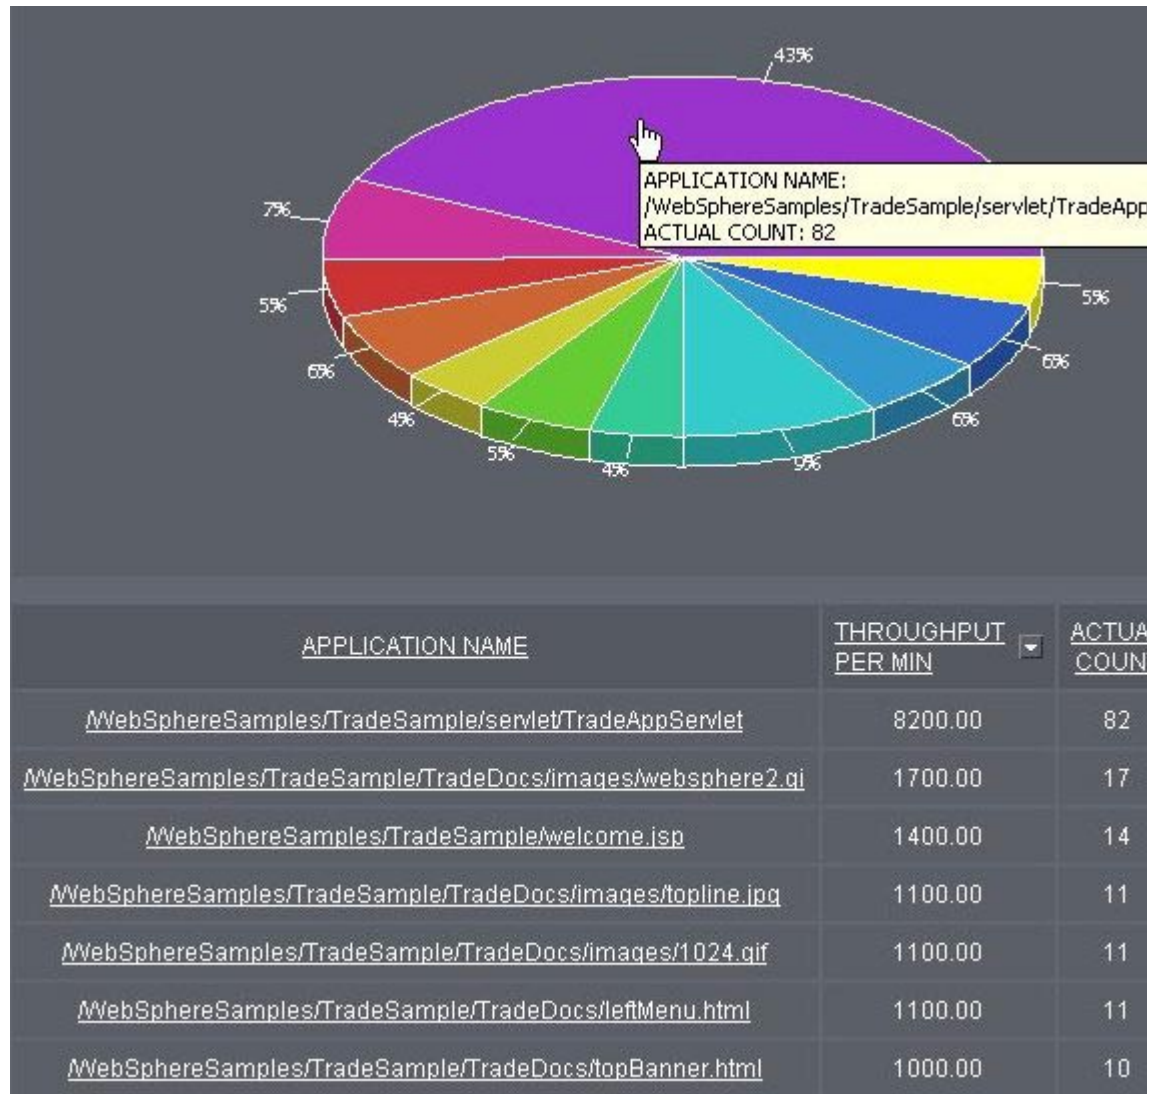 43%
APPLICATION NAME:
/WebSphereSamples/TradeSample/servlet/TradeApp
ACTUAL COUNT: 82
7%
5%
5%
6%
6%
4%
6%
5%
4%
9%
APPLICATION NAME
THROUGHPUT
PER MIN
ACTUA
COUN
/WebSphereSamples/TradeSample/servlet/TradeAppServlet 8200.00 82
/WebSphereSamples/TradeSample/TradeDocs/images/websphere2.gi 1700.00 17
/WebSphereSamples/TradeSample/welcome.jsp 1400.00 14
/WebSphereSamples/TradeSample/TradeDocs/images/topline.jpg 1100.00 11
/WebSphereSamples/TradeSample/TradeDocs/images/1024.gif 1100.00 11
/WebSphereSamples/TradeSample/TradeDocs/leftMenu.html 1100.00 11
/WebSphereSamples/TradeSample/TradeDocs/topBanner.html 1000.00 10